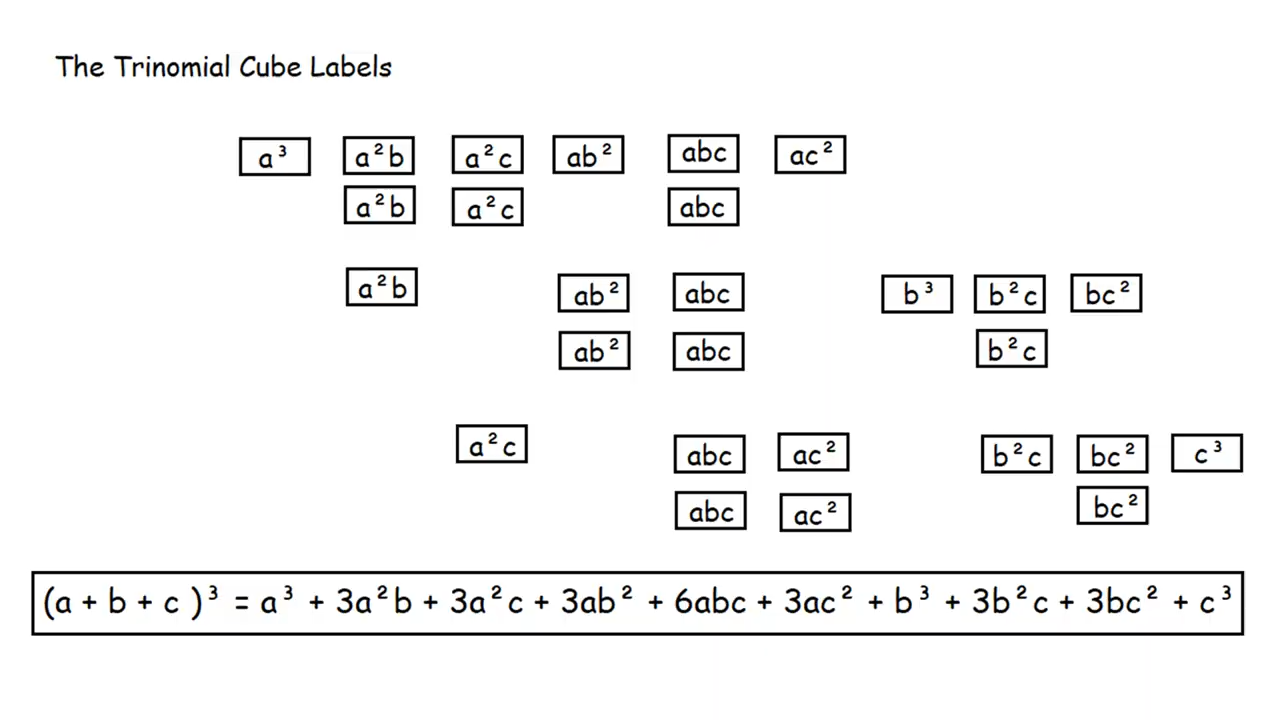 The Trinomial Cube Labels
a³ a²b a²c ab² abc ac²
a²b a²c abc
a²b ab² abc b³ b²c bc²
ab² abc b²c
a²c abc ac² b²c bc² c³
abc ac² bc²
(a + b + c )³ = a³ + 3a²b + 3a²c + 3ab² + 6abc + 3ac² + b³ + 3b²c + 3bc² + c³